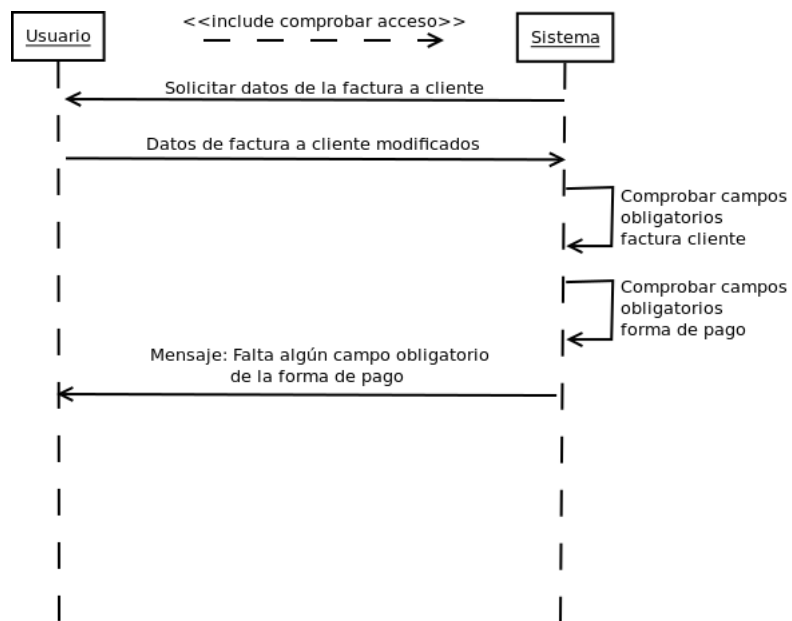 <<include comprobar acceso>>
Usuario
Sistema
Solicitar datos de la factura a cliente
Datos de factura a cliente modificados
Comprobar campos
obligatorios
factura cliente
Comprobar campos
obligatorios
forma de pago
Mensaje: Falta algún campo obligatorio
de la forma de pago